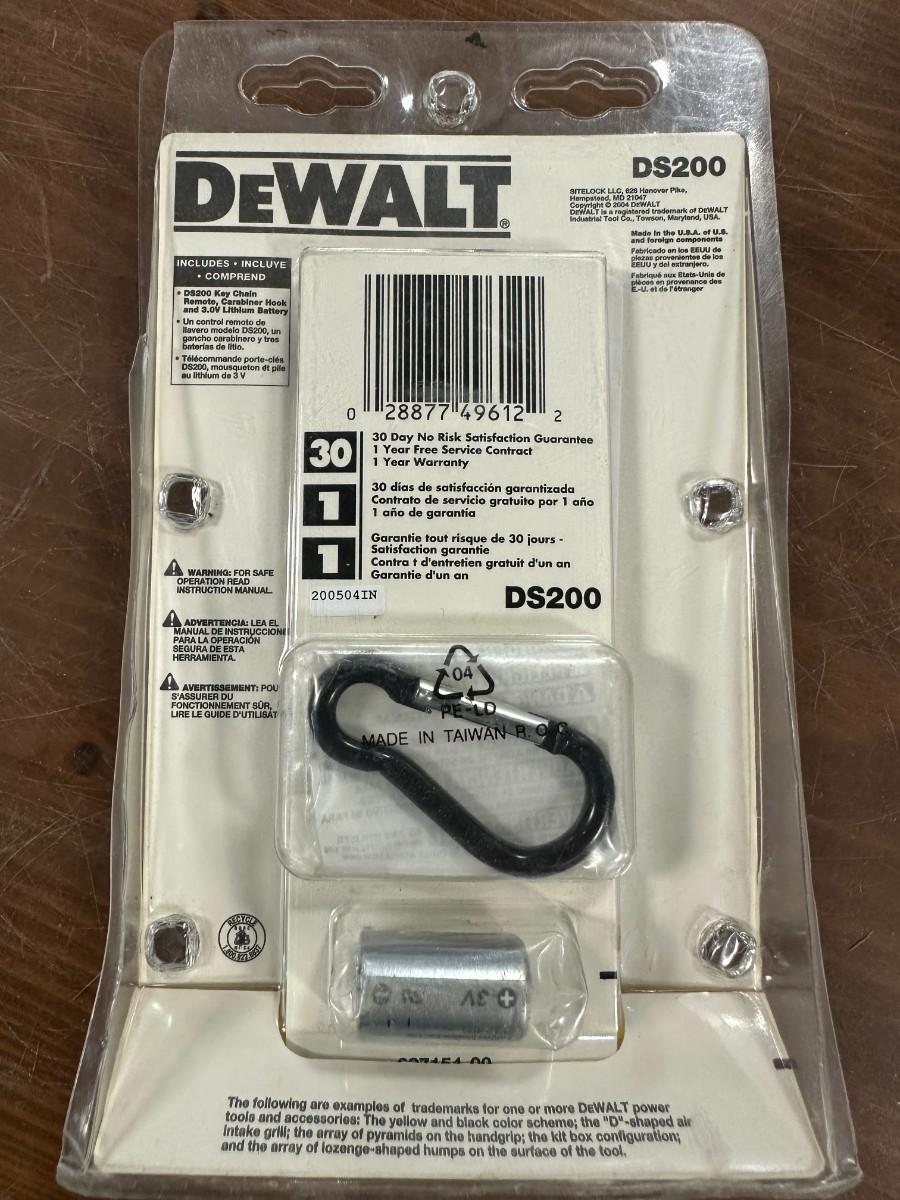 DEWALT®
DS200
SITELOCK LLC, 626 Hanover Pike,
Hampstead, MD 21047
Copyright © 2004 DEWALT
DEWALT is a registered trademark of DEWALT
Industrial Tool Co., Towson, Maryland, USA.
Made in the U.S.A. of U.S.
and foreign components
Fabricado en los EEUU de
piezas provenientes de los
EEUU y del extranjero.
Fabriqué aux Etats-Unis de
pièces en provenance des
E.-U. et de l'étranger
INCLUDES • INCLUYE
• COMPREND
• DS200 Key Chain
Remote, Carabiner Hook
and 3.0V Lithium Battery
• Un control remoto de
llavero modelo DS200, un
gancho carabinero y tres
baterías de litio.
• Télécommande porte-clés
DS200, mousqueton et pile
au lithium de 3 V
0 28877 49612 2
30
30 Day No Risk Satisfaction Guarantee
1 Year Free Service Contract
1 Year Warranty
1
30 días de satisfacción garantizada
Contrato de servicio gratuito por 1 año
1 año de garantía
1
Garantie tout risque de 30 jours -
Satisfaction garantie
Contra t d'entretien gratuit d'un an
Garantie d'un an
200504IN
DS200
WARNING: FOR SAFE
OPERATION READ
INSTRUCTION MANUAL.
ADVERTENCIA: LEA EL
MANUAL DE INSTRUCCIONE
PARA LA OPERACIÓN
SEGURA DE ESTA
HERRAMIENTA.
AVERTISSEMENT: POU
S'ASSURER DU
FONCTIONNEMENT SÛR,
LIRE LE GUIDE D'UTILISAT
04
PE-LD
MADE IN TAIWAN R.O.C
RECYCLE
+ 3V
The following are examples of trademarks for one or more DEWALT power
tools and accessories: The yellow and black color scheme; the "D"-shaped air
intake grill; the array of pyramids on the handgrip; the kit box configuration;
and the array of lozenge-shaped humps on the surface of the tool.